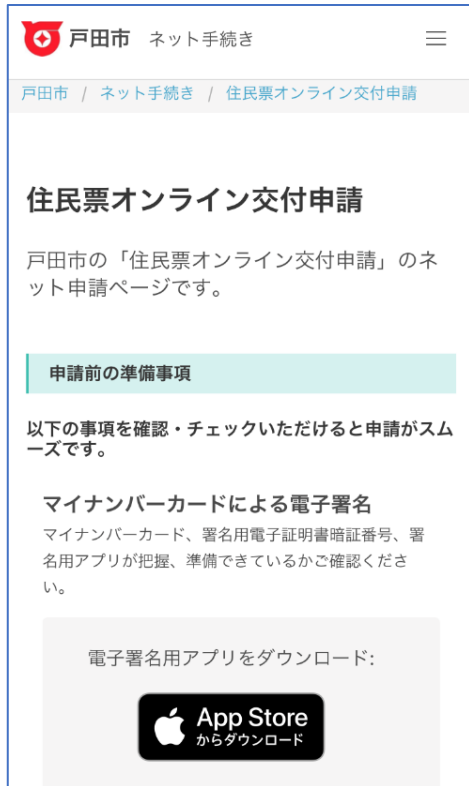 戸田市 ネット手続き
戸田市 / ネット手続き / 住民票オンライン交付申請
住民票オンライン交付申請
戸田市の「住民票オンライン交付申請」のネ
ット申請ページです。
申請前の準備事項
以下の事項を確認・チェックいただけると申請がスム
ーズです。
マイナンバーカードによる電子署名
マイナンバーカード、署名用電子証明書暗証番号、署
名用アプリが把握、準備できているかご確認くださ
い。
電子署名用アプリをダウンロード:
App Store
からダウンロード